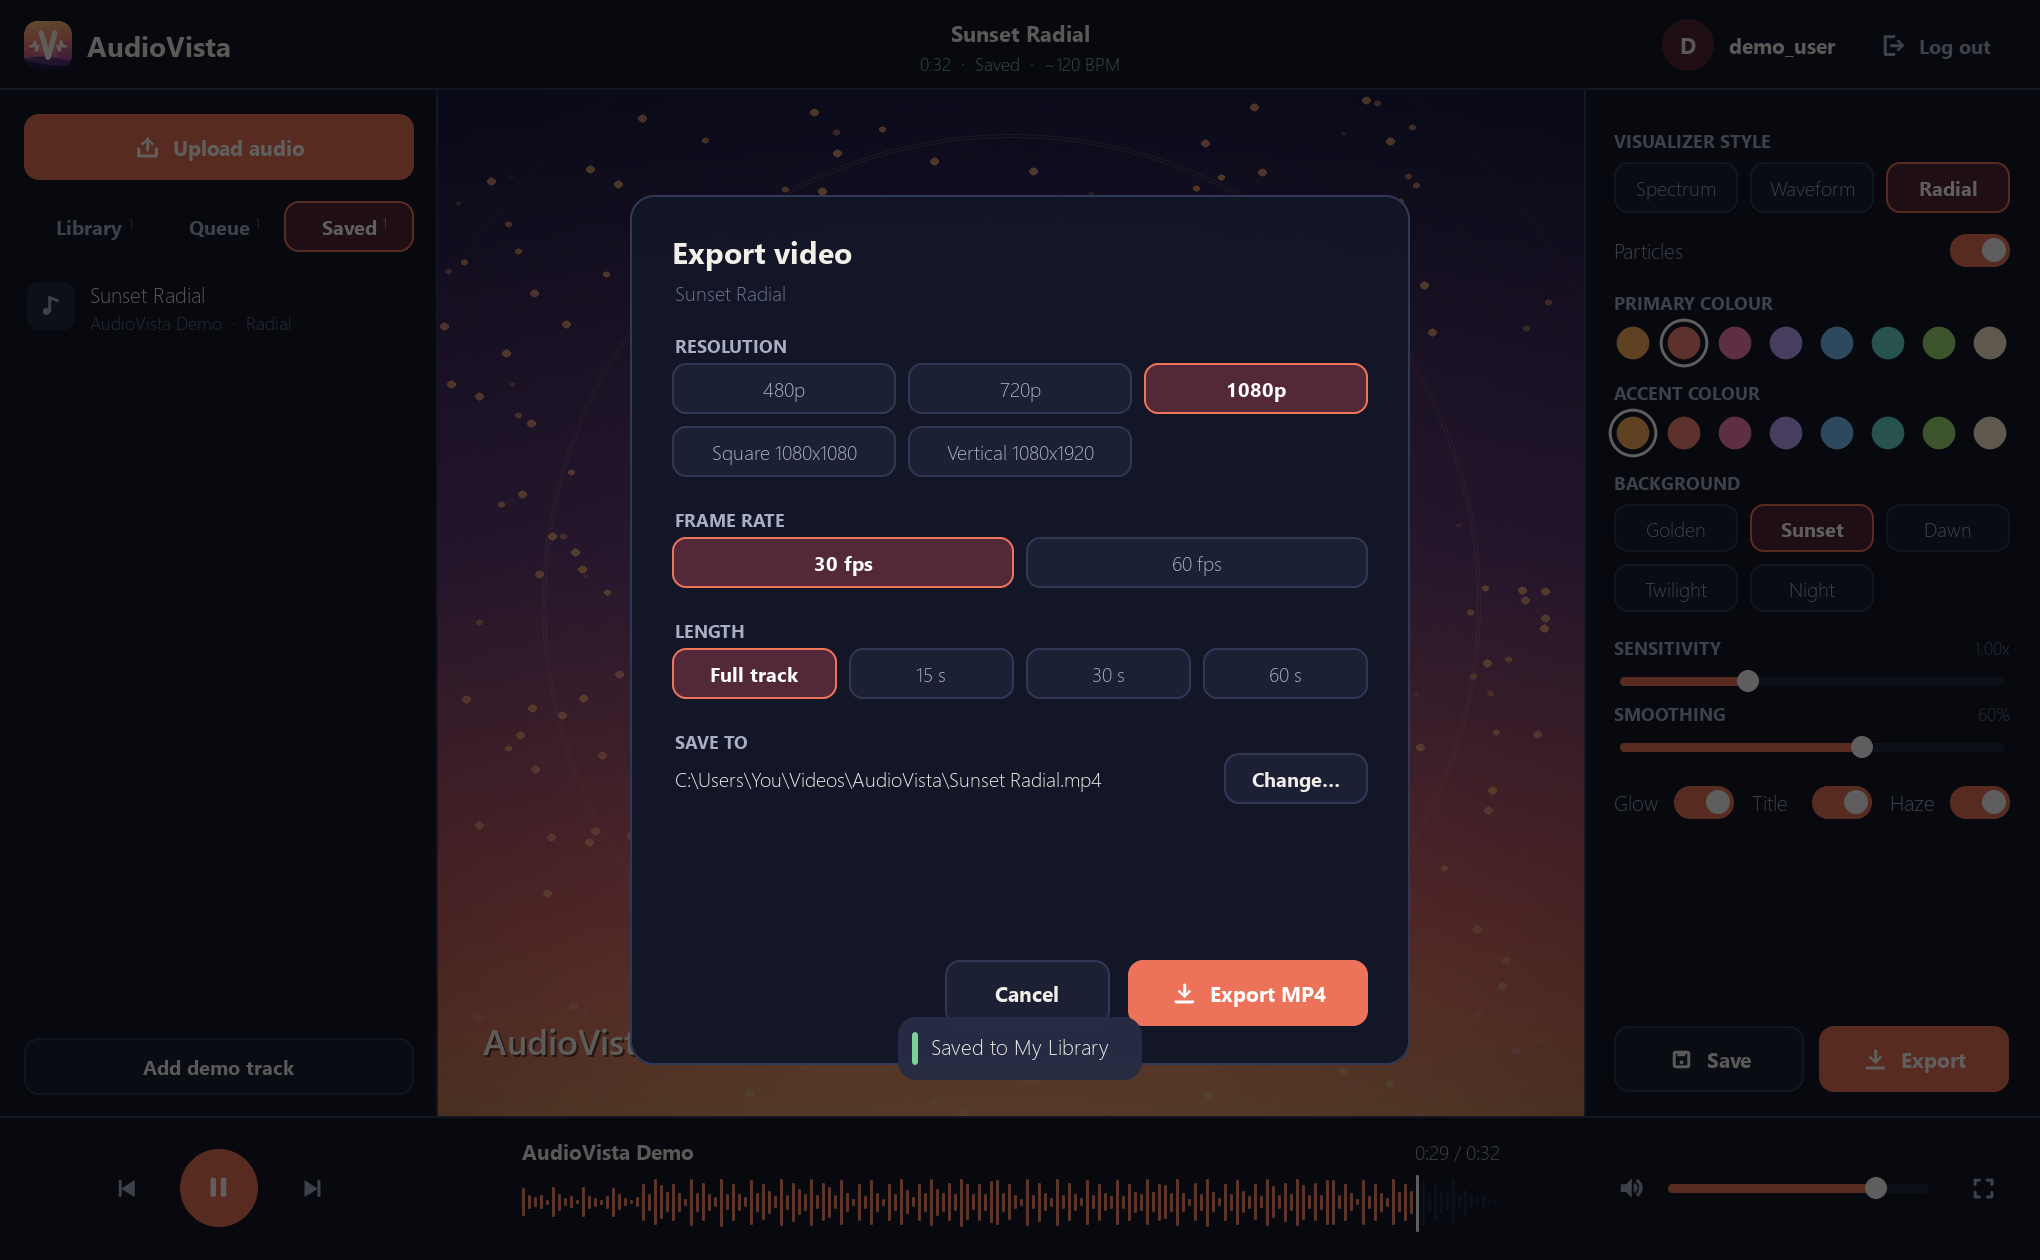 AudioVista
Sunset Radial
0:32 · Saved · ~120 BPM
D
demo_user
Log out
Upload audio
Library 1
Queue 1
Saved 1
Sunset Radial
AudioVista Demo · Radial
Add demo track
Export video
Sunset Radial
RESOLUTION
480p
720p
1080p
Square 1080x1080
Vertical 1080x1920
FRAME RATE
30 fps
60 fps
LENGTH
Full track
15 s
30 s
60 s
SAVE TO
C:\Users\You\Videos\AudioVista\Sunset Radial.mp4
Change...
Cancel
Export MP4
Saved to My Library
AudioVist
VISUALIZER STYLE
Spectrum
Waveform
Radial
Particles
PRIMARY COLOUR
ACCENT COLOUR
BACKGROUND
Golden
Sunset
Dawn
Twilight
Night
SENSITIVITY
1.00x
SMOOTHING
60%
Glow
Title
Haze
Save
Export
AudioVista Demo
0:29 / 0:32